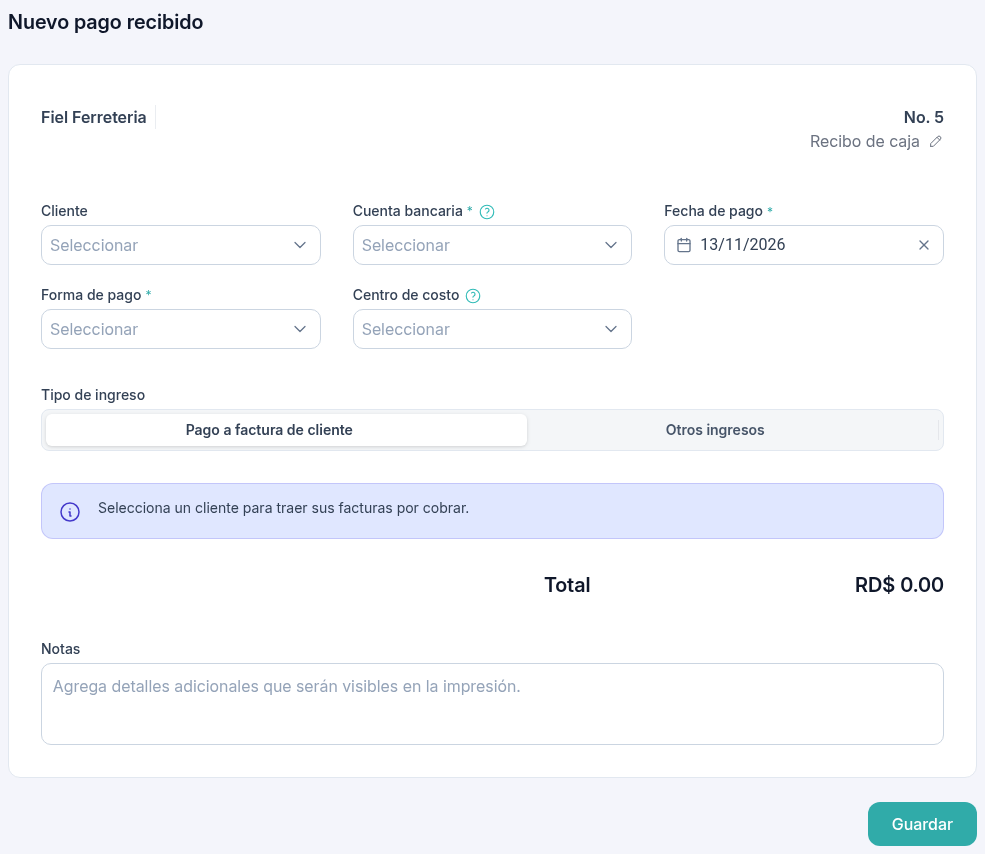 Nuevo pago recibido
Fiel Ferreteria
No. 5
Recibo de caja
Cliente
Cuenta bancaria *
Fecha de pago *
Seleccionar
Seleccionar
13/11/2026
Forma de pago *
Centro de costo
Seleccionar
Seleccionar
Tipo de ingreso
Pago a factura de cliente
Otros ingresos
Selecciona un cliente para traer sus facturas por cobrar.
Total
RD$ 0.00
Notas
Agrega detalles adicionales que serán visibles en la impresión.
Guardar